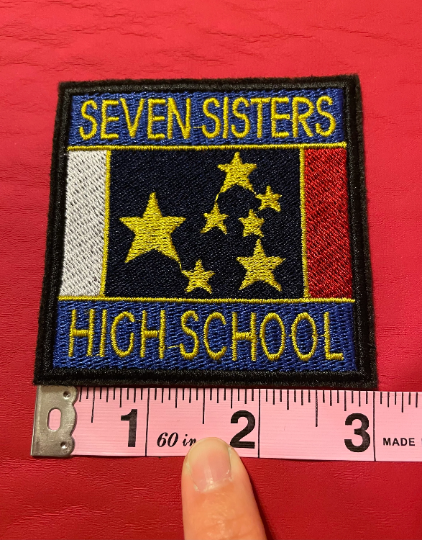 SEVEN SISTERS
HIGH SCHOOL
1 60 in 2 3 MADE